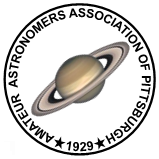 AMATEUR ASTRONOMERS ASSOCIATION OF PITTSBURGH
★1929★